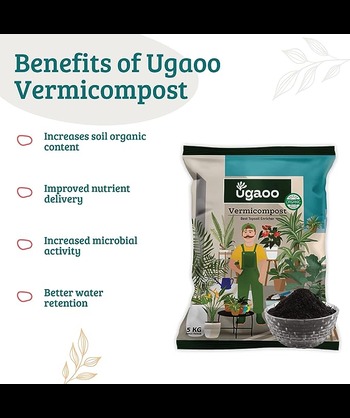 Benefits of Ugaoo
Vermicompost
Increases soil organic
content
Improved nutrient
delivery
Increased microbial
activity
Better water
retention
ugaoo
Vermicompost
5 KG